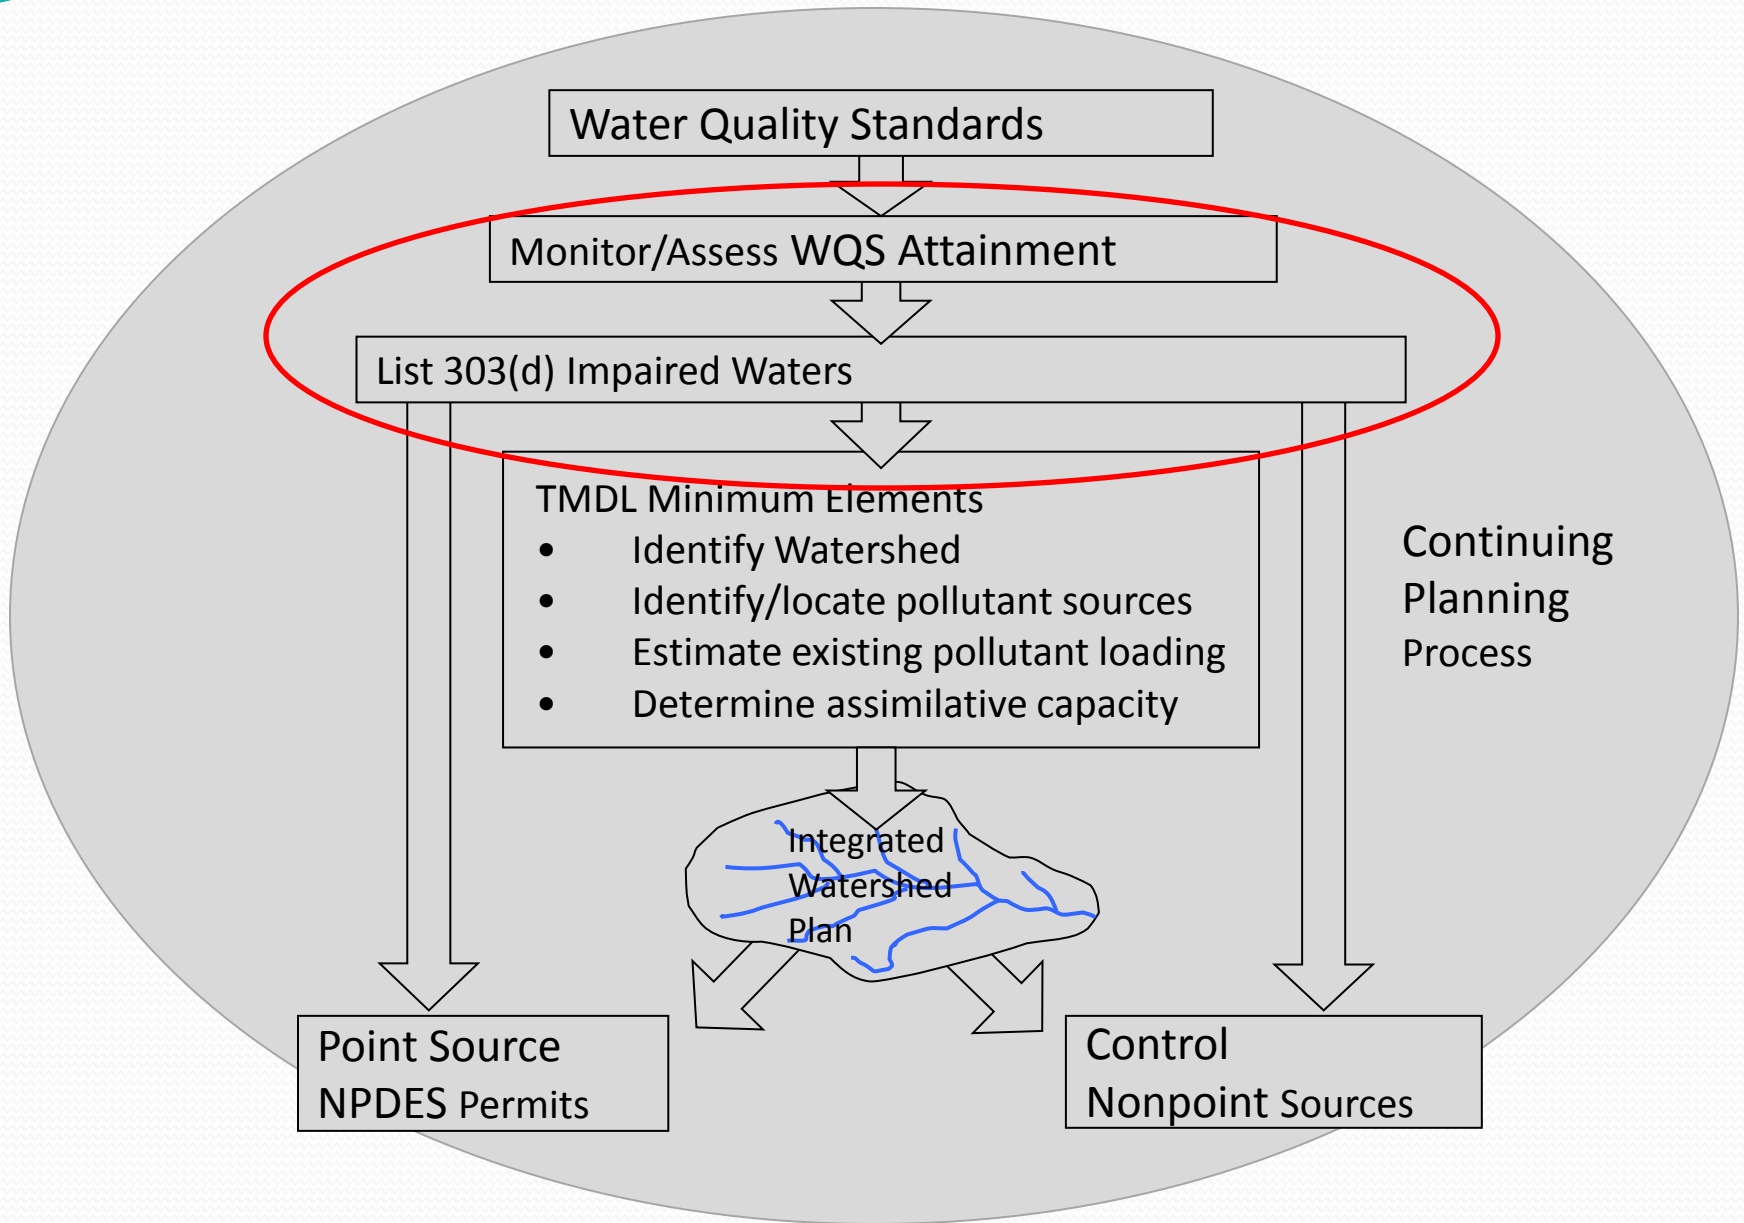 Water Quality Standards
Monitor/Assess WQS Attainment
List 303(d) Impaired Waters
TMDL Minimum Elements
• Identify Watershed
• Identify/locate pollutant sources
• Estimate existing pollutant loading
• Determine assimilative capacity
Continuing
Planning
Process
Integrated
Watershed
Plan
Point Source
NPDES Permits
Control
Nonpoint Sources